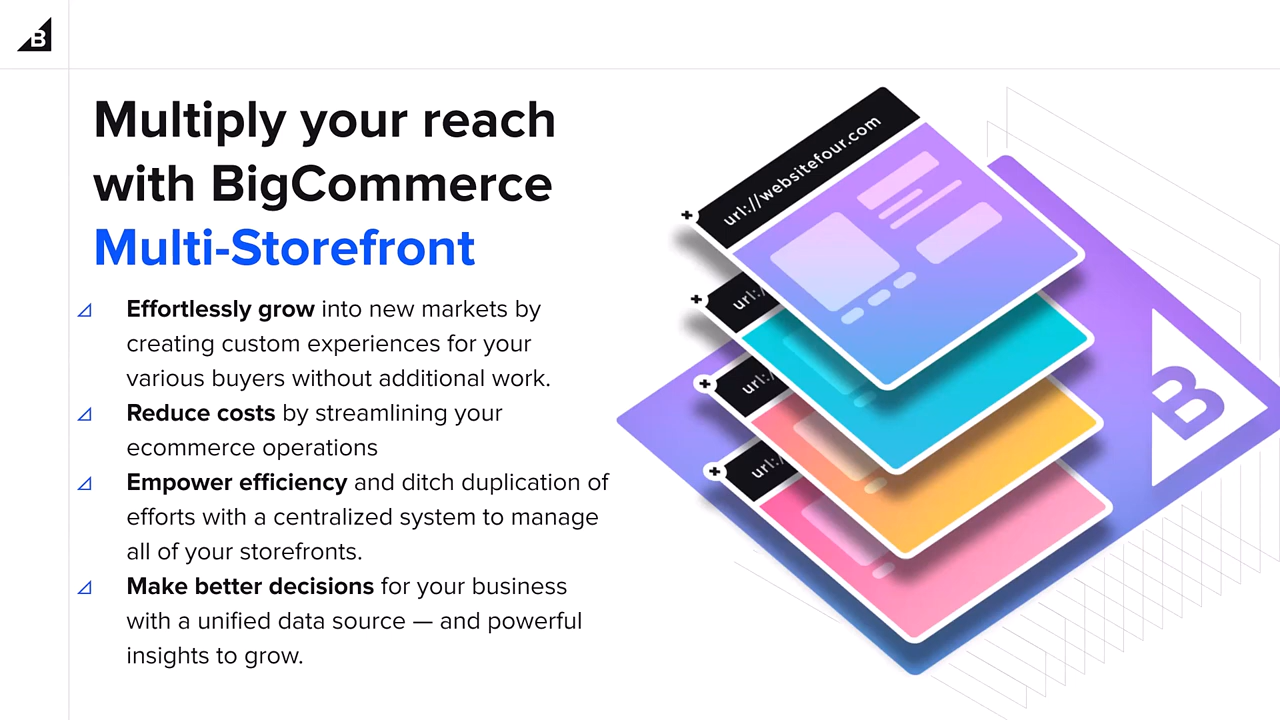 B
Multiply your reach
with BigCommerce
Multi-Storefront
Effortlessly grow into new markets by
creating custom experiences for your
various buyers without additional work.
Reduce costs by streamlining your
ecommerce operations
Empower efficiency and ditch duplication of
efforts with a centralized system to manage
all of your storefronts.
Make better decisions for your business
with a unified data source — and powerful
insights to grow.
url://websitefour.com
url:/
url:/
url:/
B